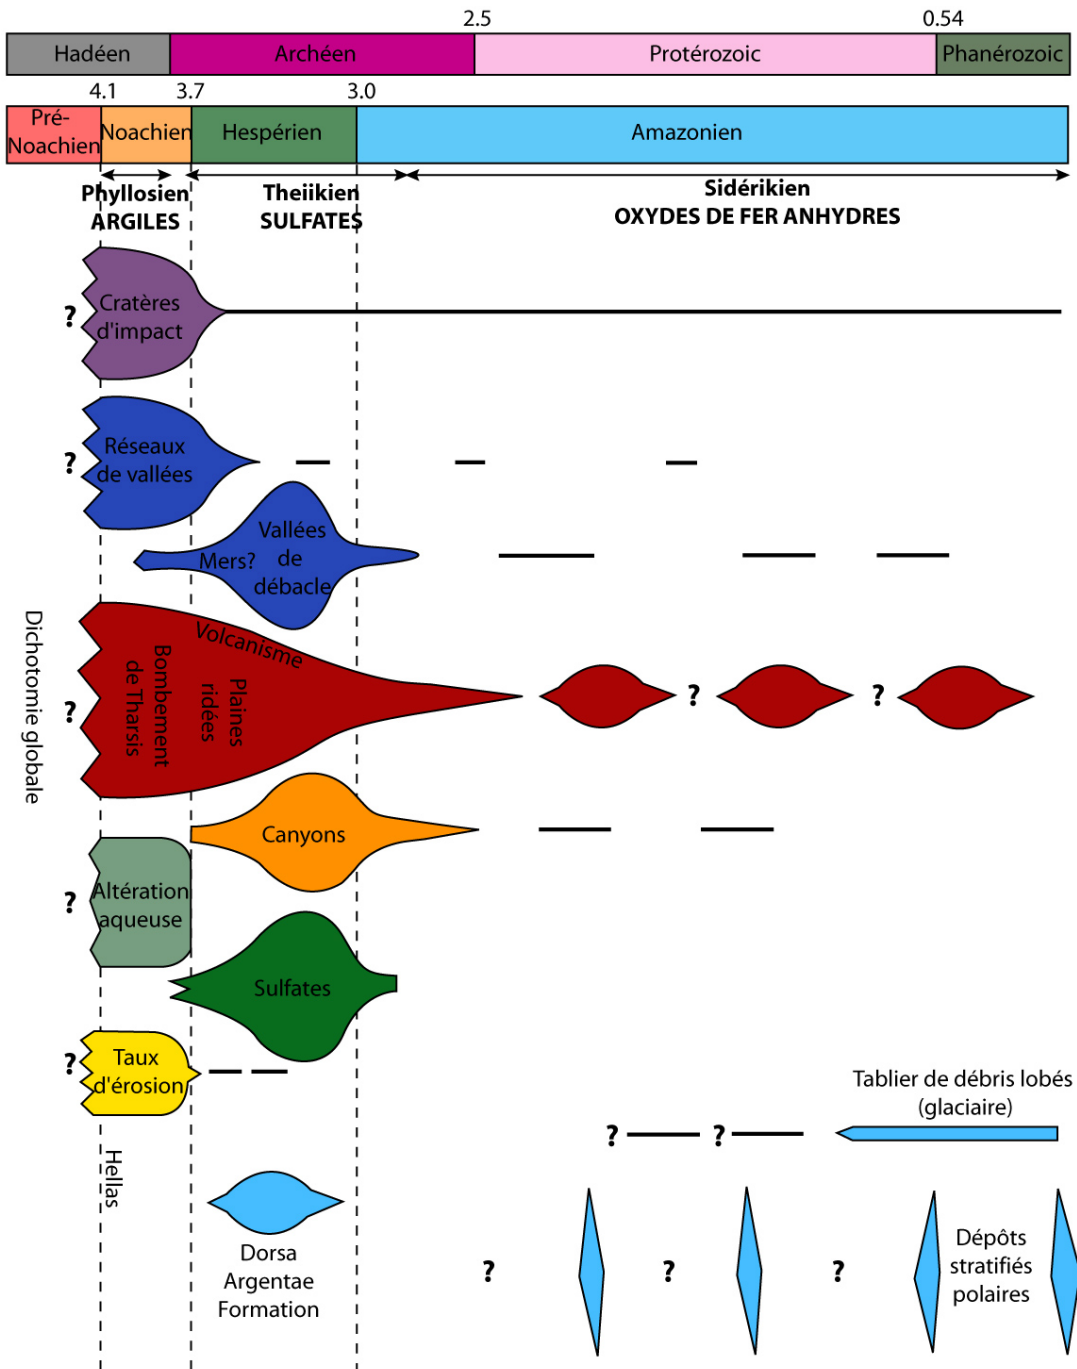 2.5
0.54
Hadéen
Archéen
Protérozoic
Phanérozoic
4.1
3.7
3.0
Pré-
Noachien
Noachien
Hespérien
Amazonien
Phyllosien
ARGILES
Theiikien
SULFATES
Sidérikien
OXYDES DE FER ANHYDRES
?
Cratères
d'impact
?
Réseaux
de vallées
Mers?
Vallées
de
débacle
Dichotomie globale
?
Volcanisme
Bombement
de Tharsis
Plaines
ridées
?
?
Canyons
?
Altération
aqueuse
Sulfates
?
Taux
d'érosion
Tablier de débris lobés
(glaciaire)
?
?
Hellas
Dorsa
Argentae
Formation
?
?
?
Dépôts
stratifiés
polaires